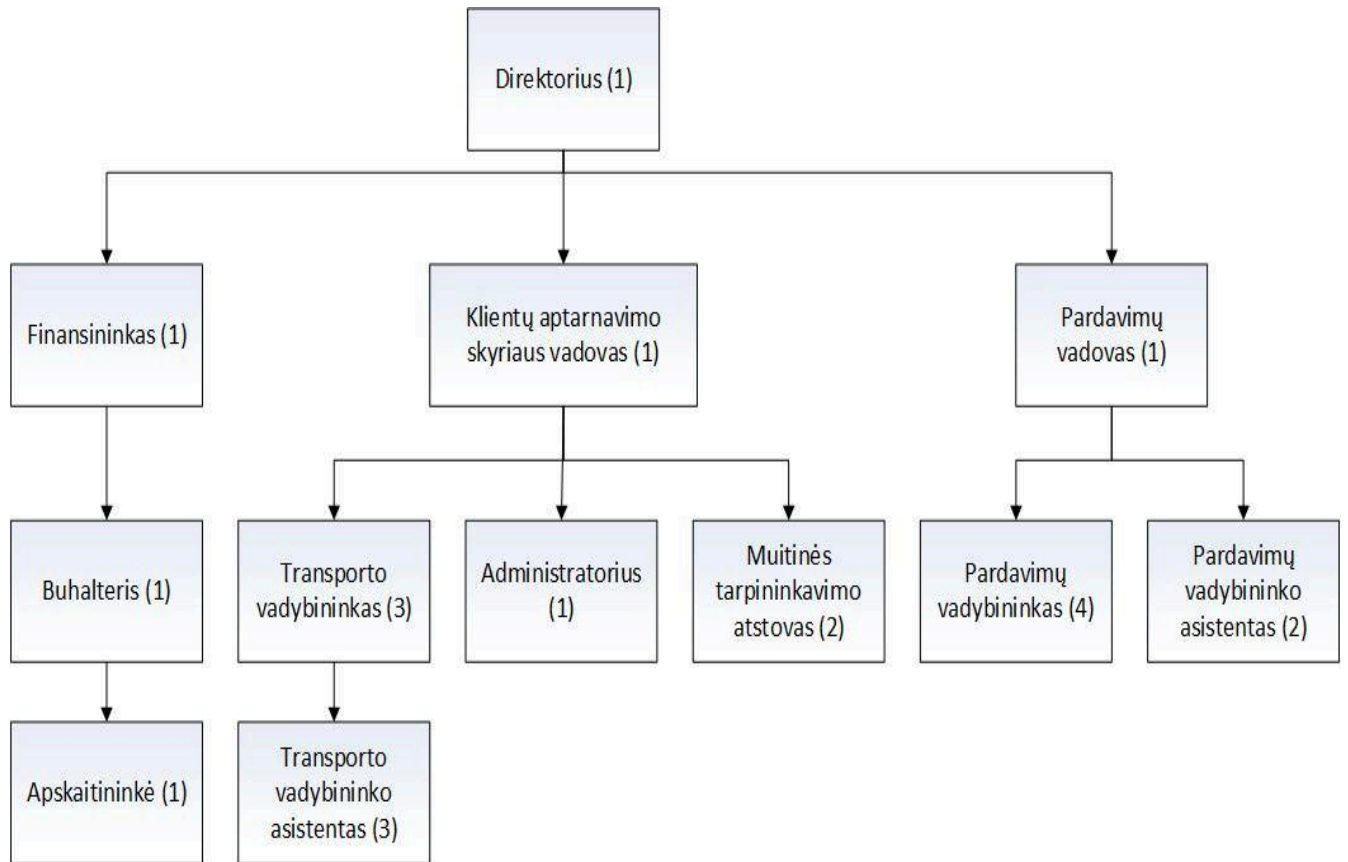 Direktorius (1)
Finansininkas (1)
Klientų aptarnavimo
skyriaus vadovas (1)
Pardavimų
vadovas (1)
Buhalteris (1)
Transporto
vadybininkas (3)
Administratorius
(1)
Muitinės
tarpininkavimo
atstovas (2)
Pardavimų
vadybininkas (4)
Pardavimų
vadybininko
asistentas (2)
Apskaitininkė (1)
Transporto
vadybininko
asistentas (3)